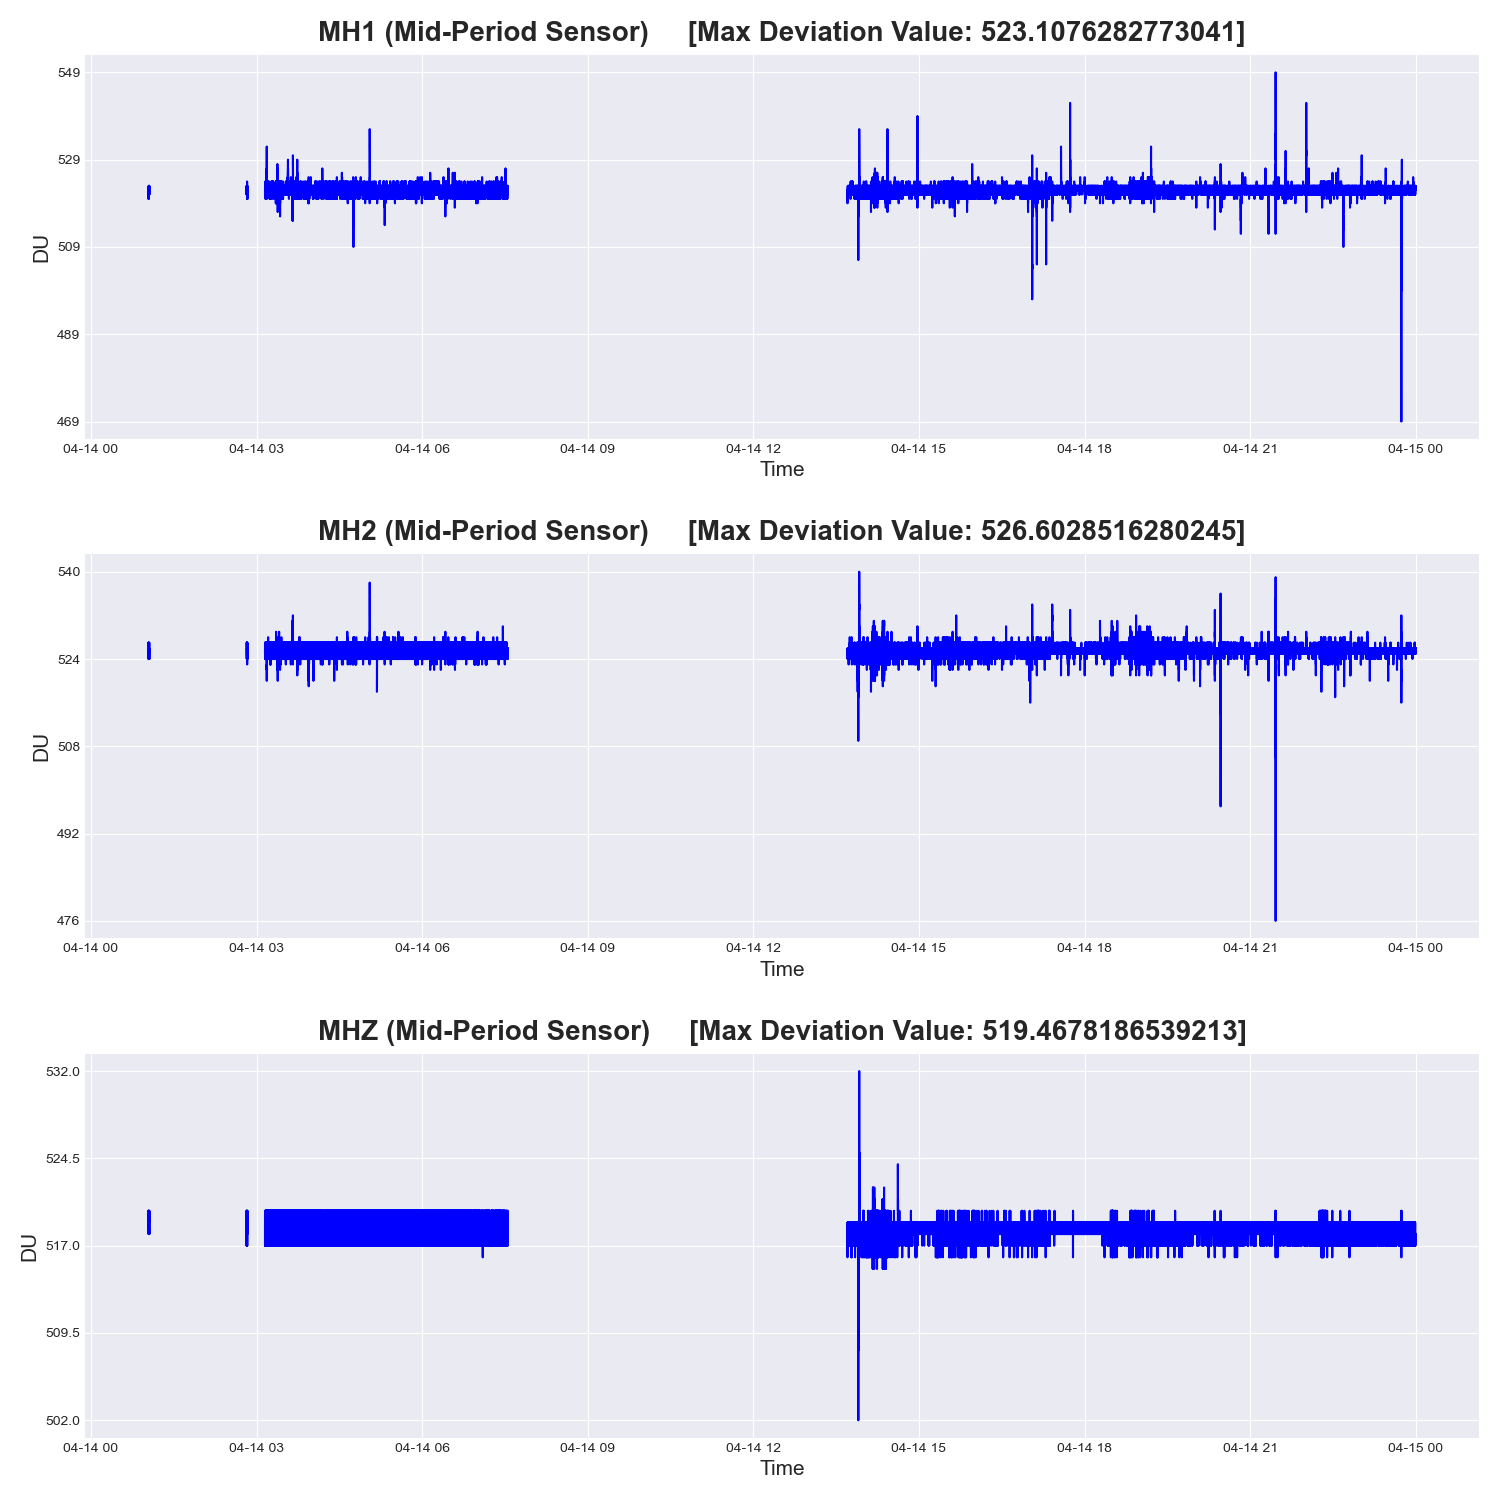 MH1 (Mid-Period Sensor) [Max Deviation Value: 523.1076282773041]
549
529
509
489
469
DU
04-14 00 04-14 03 04-14 06 04-14 09 04-14 12 04-14 15 04-14 18 04-14 21 04-15 00
Time
MH2 (Mid-Period Sensor) [Max Deviation Value: 526.6028516280245]
540
524
508
492
476
DU
04-14 00 04-14 03 04-14 06 04-14 09 04-14 12 04-14 15 04-14 18 04-14 21 04-15 00
Time
MHZ (Mid-Period Sensor) [Max Deviation Value: 519.4678186539213]
532.0
524.5
517.0
509.5
502.0
DU
04-14 00 04-14 03 04-14 06 04-14 09 04-14 12 04-14 15 04-14 18 04-14 21 04-15 00
Time